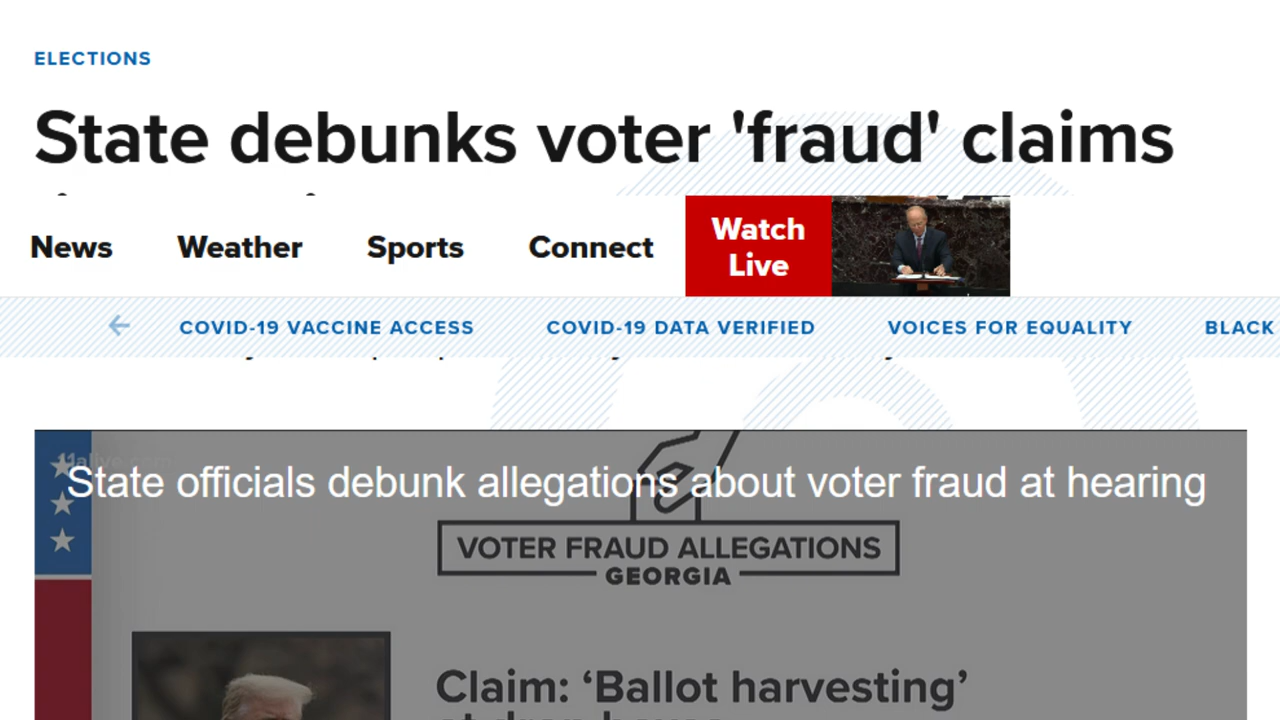 ELECTIONS
State debunks voter 'fraud' claims
News
Weather
Sports
Connect
Watch
Live
COVID-19 VACCINE ACCESS
COVID-19 DATA VERIFIED
VOICES FOR EQUALITY
BLACK
11alive.com
State officials debunk allegations about voter fraud at hearing
VOTER FRAUD ALLEGATIONS
GEORGIA
Claim: ‘Ballot harvesting’